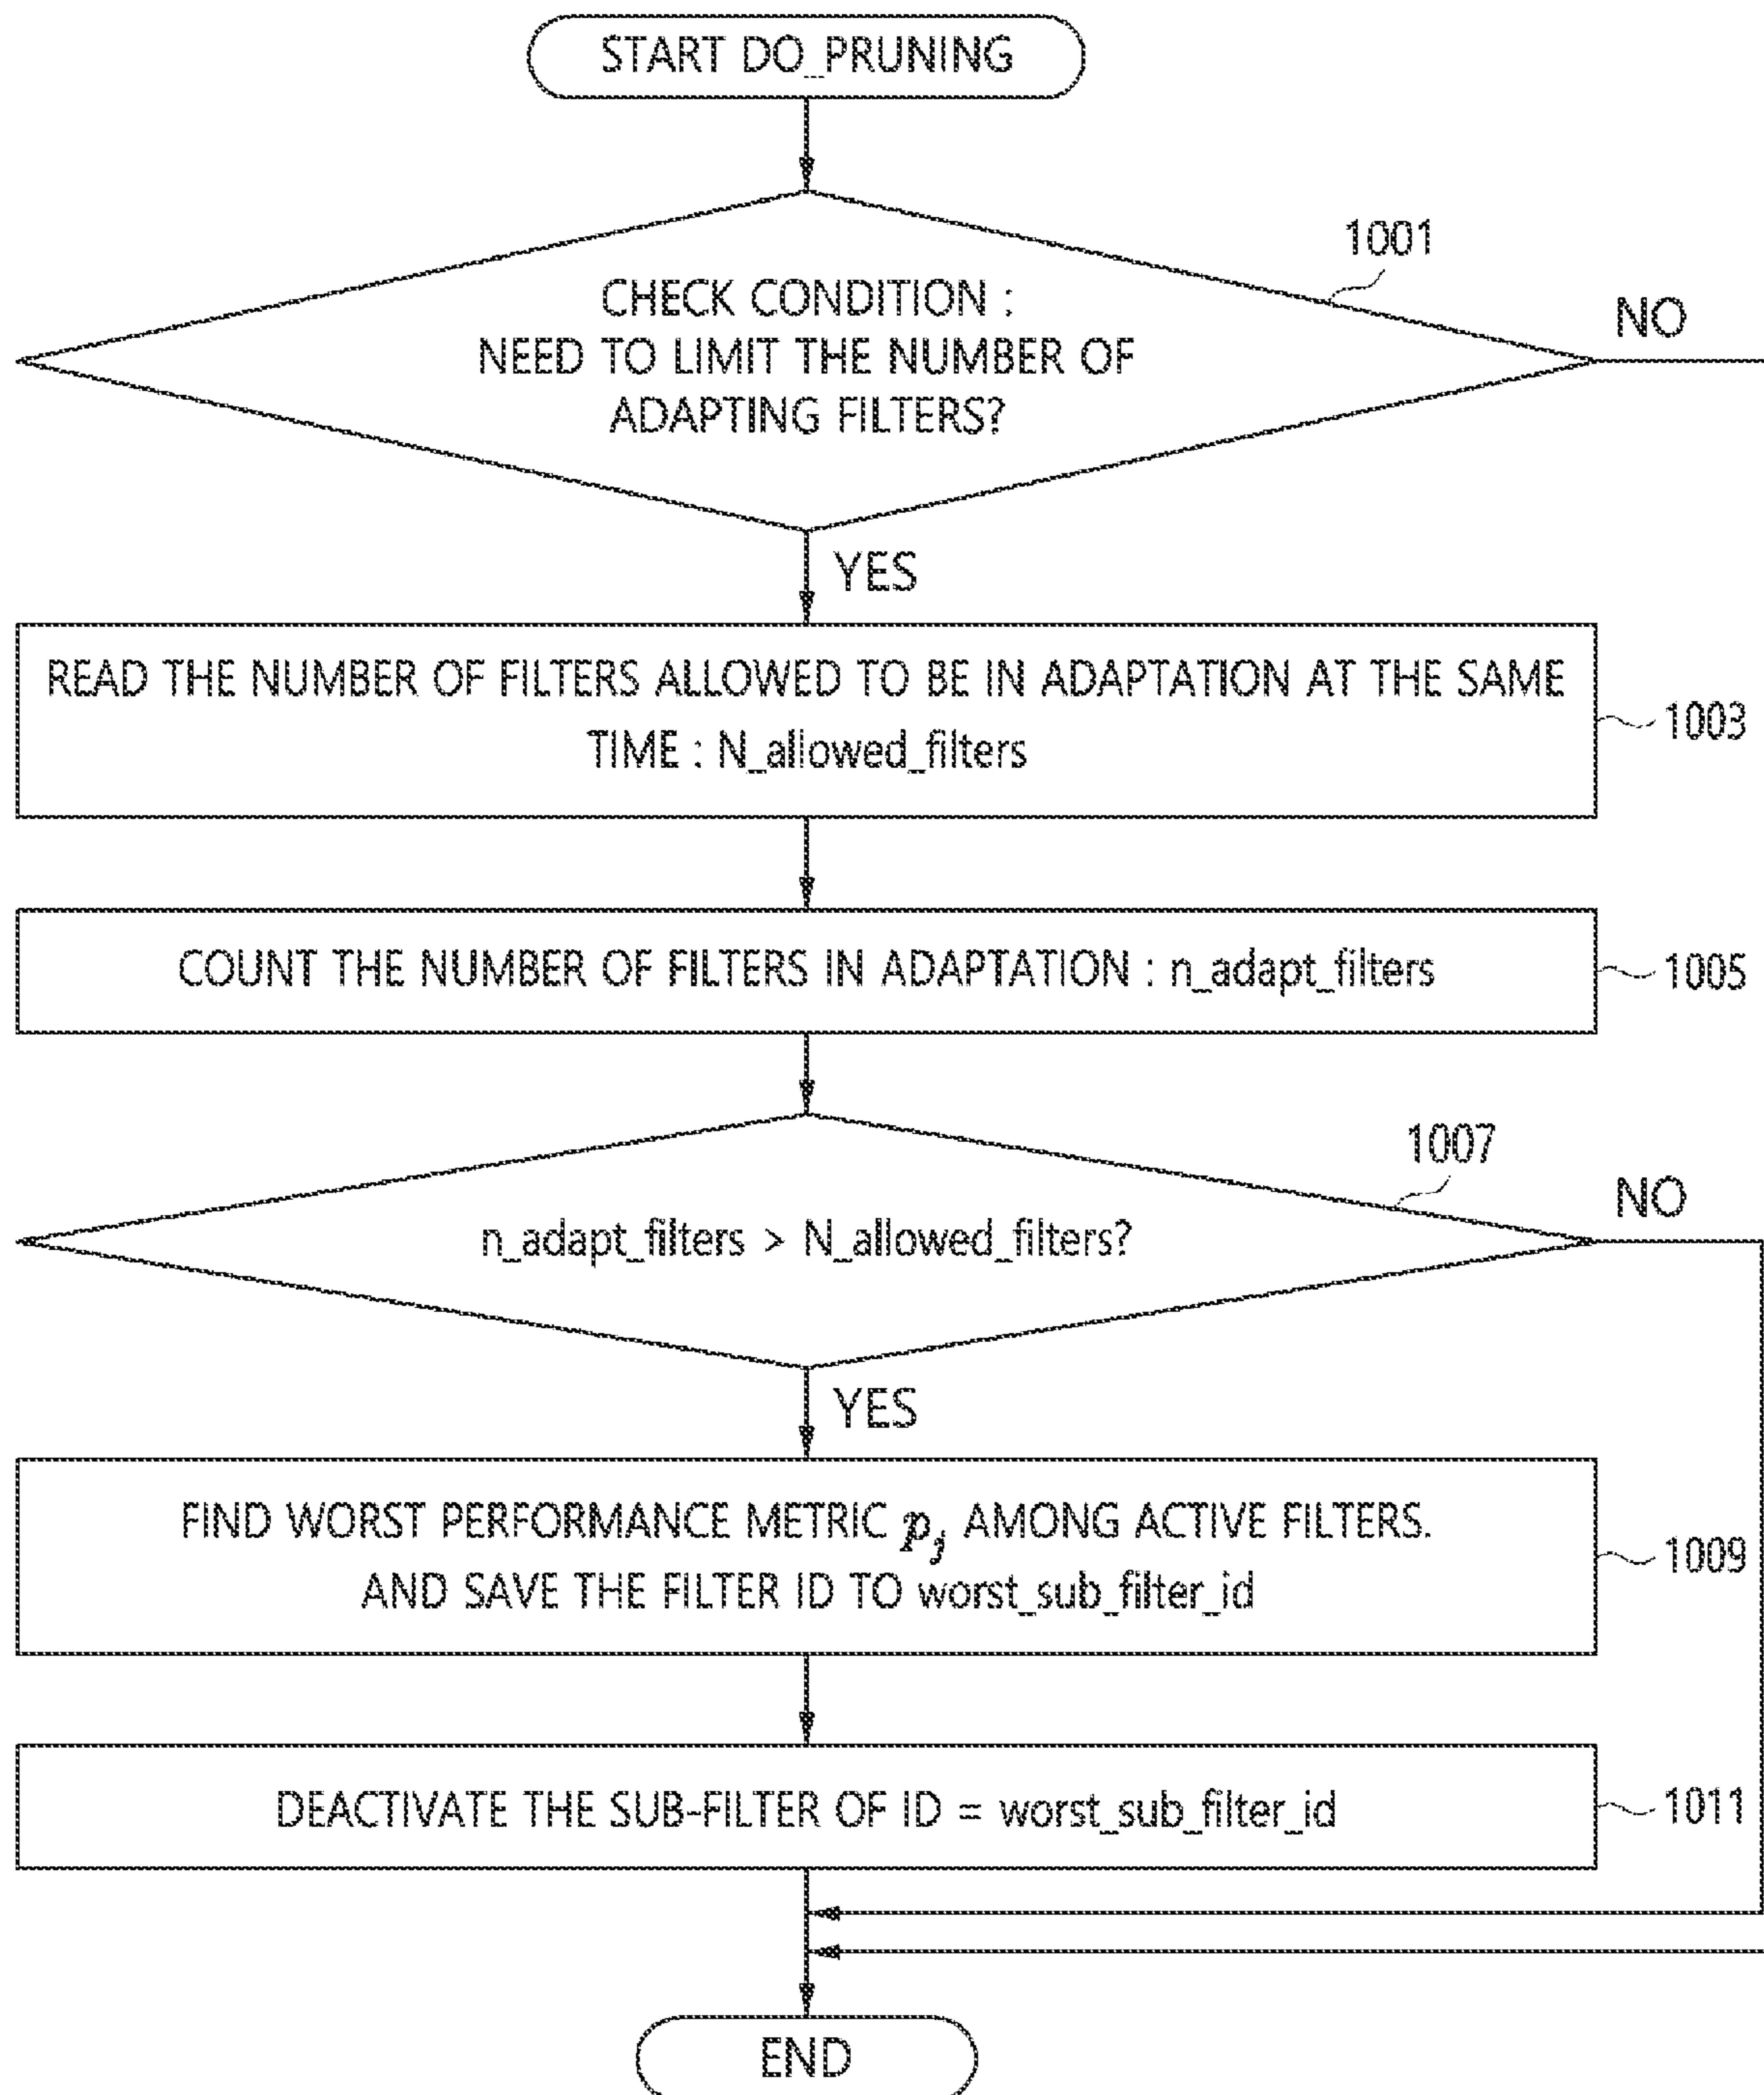 START DO_PRUNING
1001
CHECK CONDITION :
NO
NEED TO LIMIT THE NUMBER OF
ADAPTING FILTERS?
YES
READ THE NUMBER OF FILTERS ALLOWED TO BE IN ADAPTATION AT THE SAME
TIME : N_allowed_filters
1003
COUNT THE NUMBER OF FILTERS IN ADAPTATION : n_adapt_filters
1005
1007
NO
n_adapt_filters > N_allowed_filters?
YES
FIND WORST PERFORMANCE METRIC p_j AMONG ACTIVE FILTERS.
AND SAVE THE FILTER ID TO worst_sub_filter_id
1009
DEACTIVATE THE SUB-FILTER OF ID = worst_sub_filter_id
1011
END